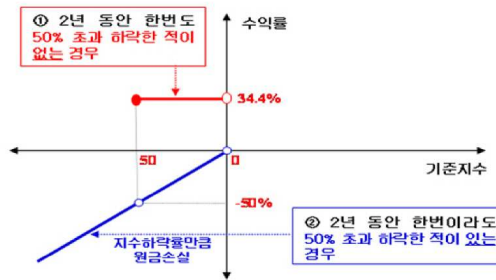 ① 2년 동안 한번도
50% 초과 하락한 적이
없는 경우
수익률
34.4%
50
0
기준지수
-50%
지수하락률만큼
원금손실
② 2년 동안 한번이라도
50% 초과 하락한 적이 있는
경우